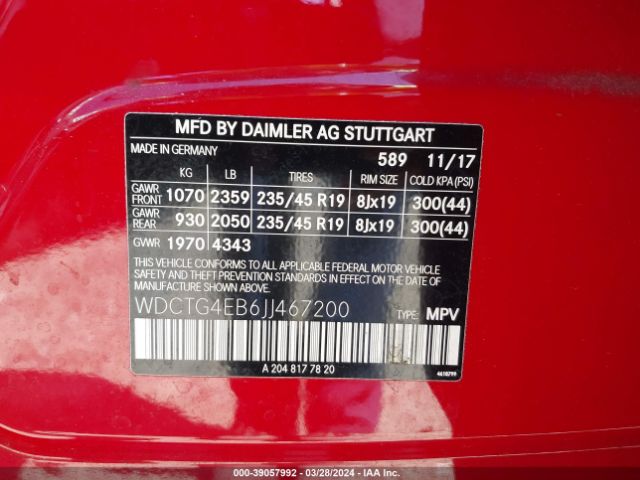 MFD BY DAIMLER AG STUTTGART
MADE IN GERMANY 589 11/17
KG LB TIRES RIM SIZE COLD KPA (PSI)
GAWR FRONT 1070 2359 235/45 R19 8Jx19 300(44)
GAWR REAR 930 2050 235/45 R19 8Jx19 300(44)
GVWR 1970 4343
THIS VEHICLE CONFORMS TO ALL APPLICABLE FEDERAL MOTOR VEHICLE
SAFETY AND THEFT PREVENTION STANDARDS IN EFFECT ON THE DATE OF
MANUFACTURE SHOWN ABOVE.
WDCTG4EB6JJ467200 TYPE: MPV
A 204 817 78 20 4618799
000-39057992 | 03/28/2024 | IAA Inc.